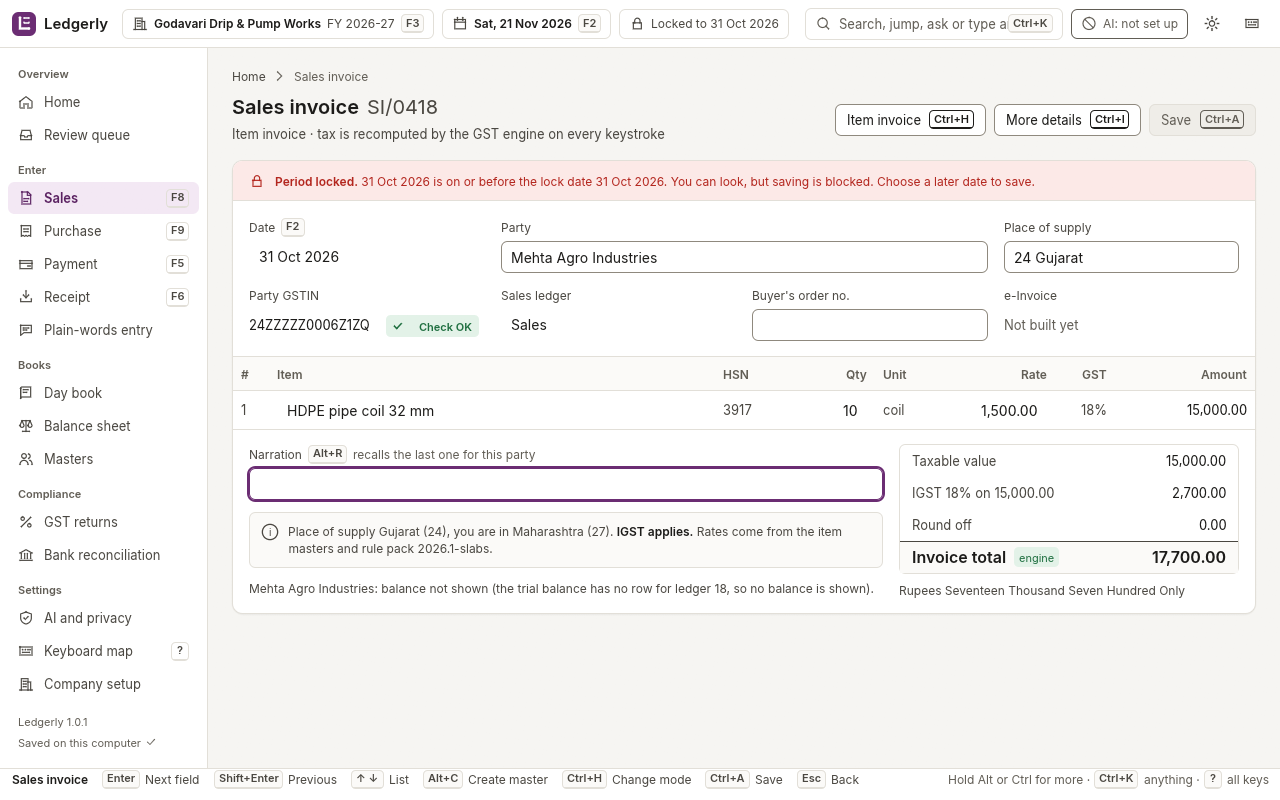 Ledgerly
Godavari Drip & Pump Works FY 2026-27 F3
Sat, 21 Nov 2026 F2
Locked to 31 Oct 2026
Search, jump, ask or type a Ctrl+K
AI: not set up
Overview
Home
Review queue
Enter
Sales F8
Purchase F9
Payment F5
Receipt F6
Plain-words entry
Books
Day book
Balance sheet
Masters
Compliance
GST returns
Bank reconciliation
Settings
AI and privacy
Keyboard map ?
Company setup
Ledgerly 1.0.1
Saved on this computer
Home Sales invoice
Sales invoice SI/0418
Item invoice · tax is recomputed by the GST engine on every keystroke
Item invoice Ctrl+H
More details Ctrl+I
Save Ctrl+A
Period locked. 31 Oct 2026 is on or before the lock date 31 Oct 2026. You can look, but saving is blocked. Choose a later date to save.
Date F2 Party Place of supply
31 Oct 2026 Mehta Agro Industries 24 Gujarat
Party GSTIN Sales ledger Buyer's order no. e-Invoice
24ZZZZZ0006Z1ZQ Check OK Sales Not built yet
# Item HSN Qty Unit Rate GST Amount
1 HDPE pipe coil 32 mm 3917 10 coil 1,500.00 18% 15,000.00
Narration Alt+R recalls the last one for this party
Place of supply Gujarat (24), you are in Maharashtra (27). IGST applies. Rates come from the item
masters and rule pack 2026.1-slabs.
Mehta Agro Industries: balance not shown (the trial balance has no row for ledger 18, so no balance is shown).
Taxable value 15,000.00
IGST 18% on 15,000.00 2,700.00
Round off 0.00
Invoice total engine 17,700.00
Rupees Seventeen Thousand Seven Hundred Only
Sales invoice Enter Next field Shift+Enter Previous ↑ ↓ List Alt+C Create master Ctrl+H Change mode Ctrl+A Save Esc Back Hold Alt or Ctrl for more · Ctrl+K anything · ? all keys